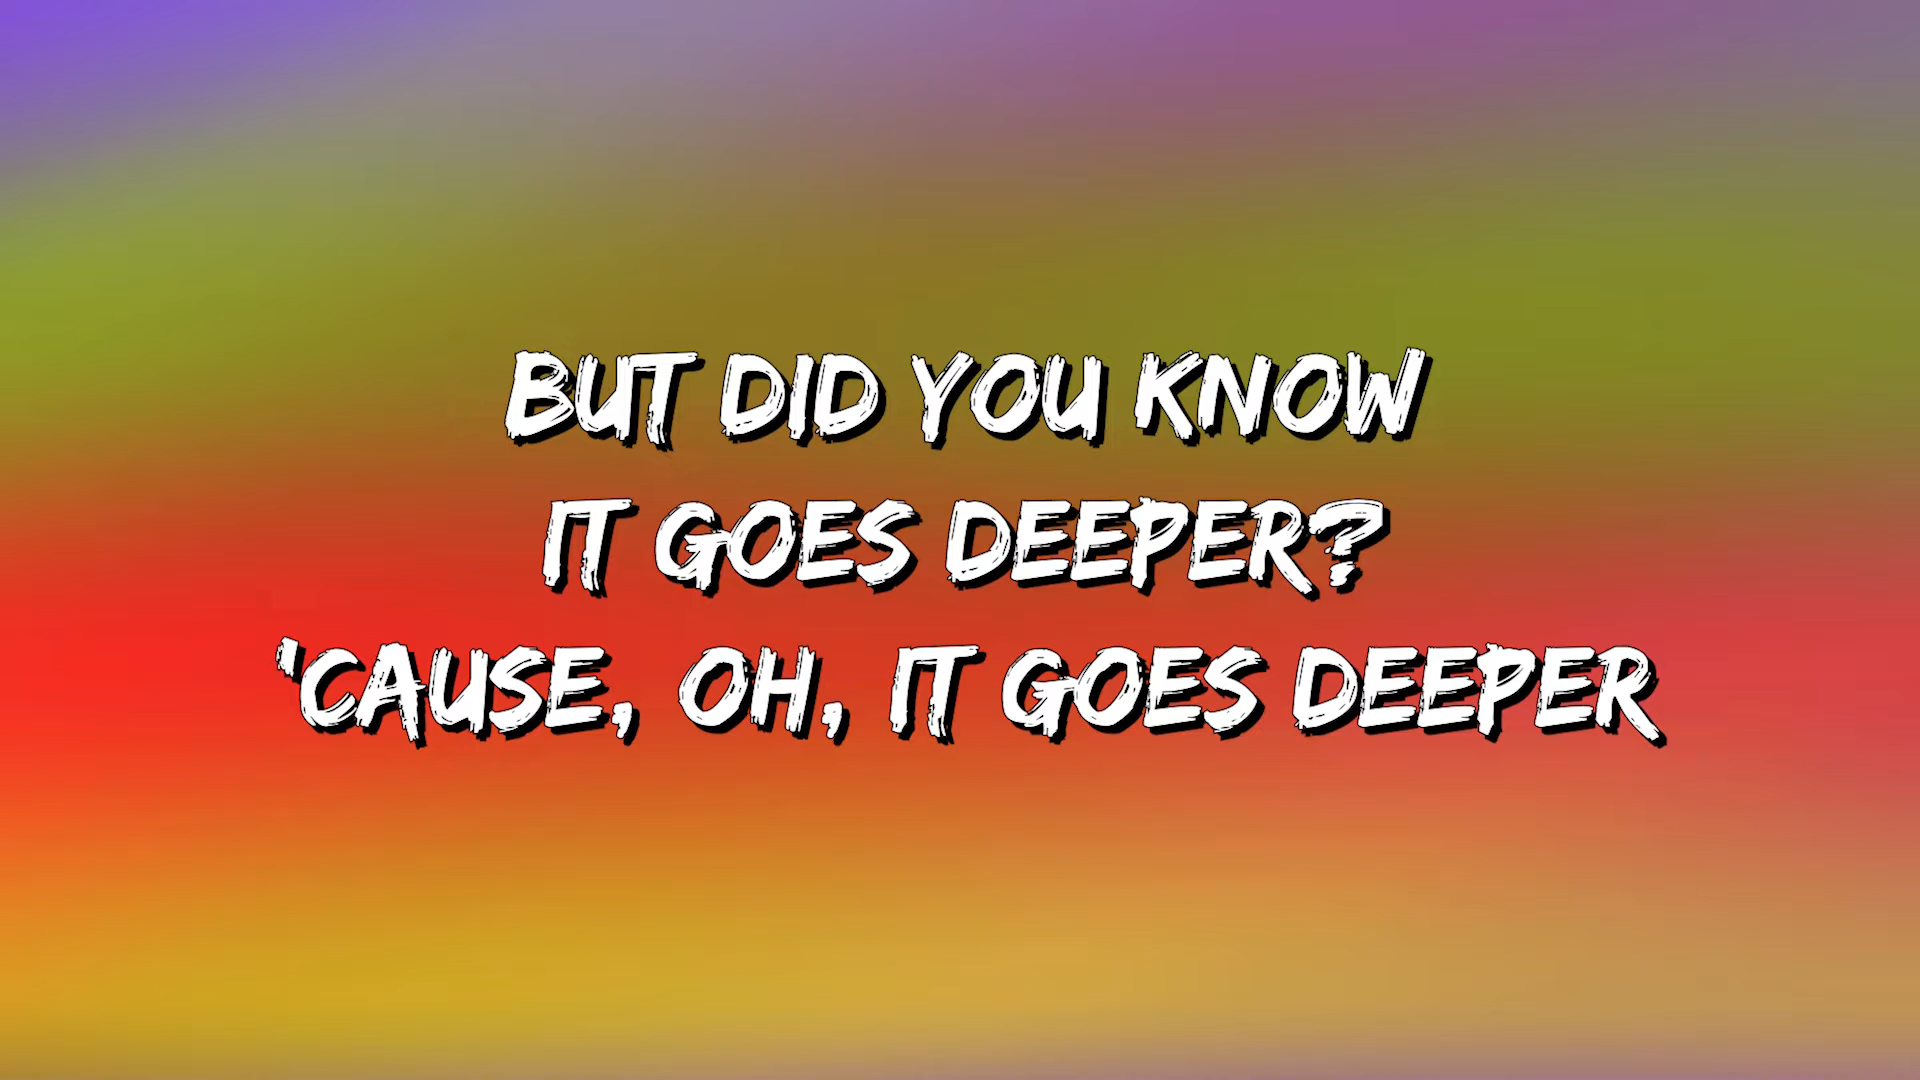 BUT DID YOU KNOW
IT GOES DEEPER?
'CAUSE, OH, IT GOES DEEPER